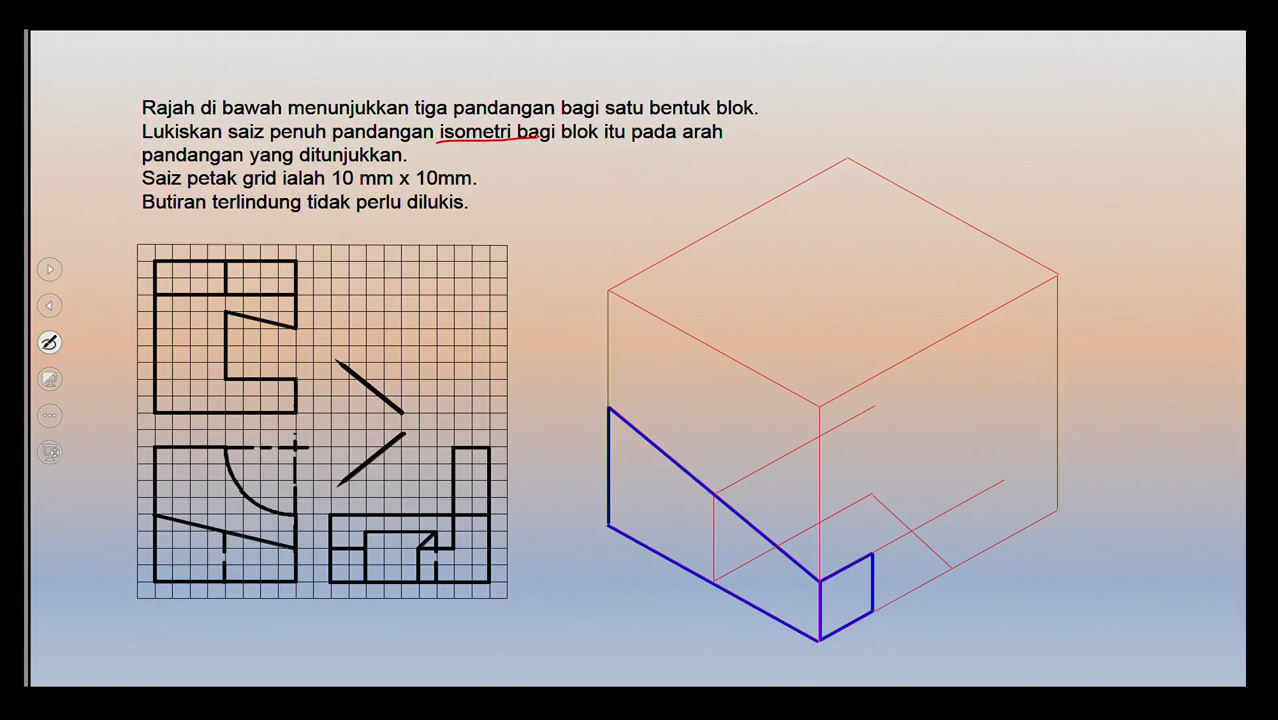 Rajah di bawah menunjukkan tiga pandangan bagi satu bentuk blok.
Lukiskan saiz penuh pandangan isometri bagi blok itu pada arah
pandangan yang ditunjukkan.
Saiz petak grid ialah 10 mm x 10mm.
Butiran terlindung tidak perlu dilukis.